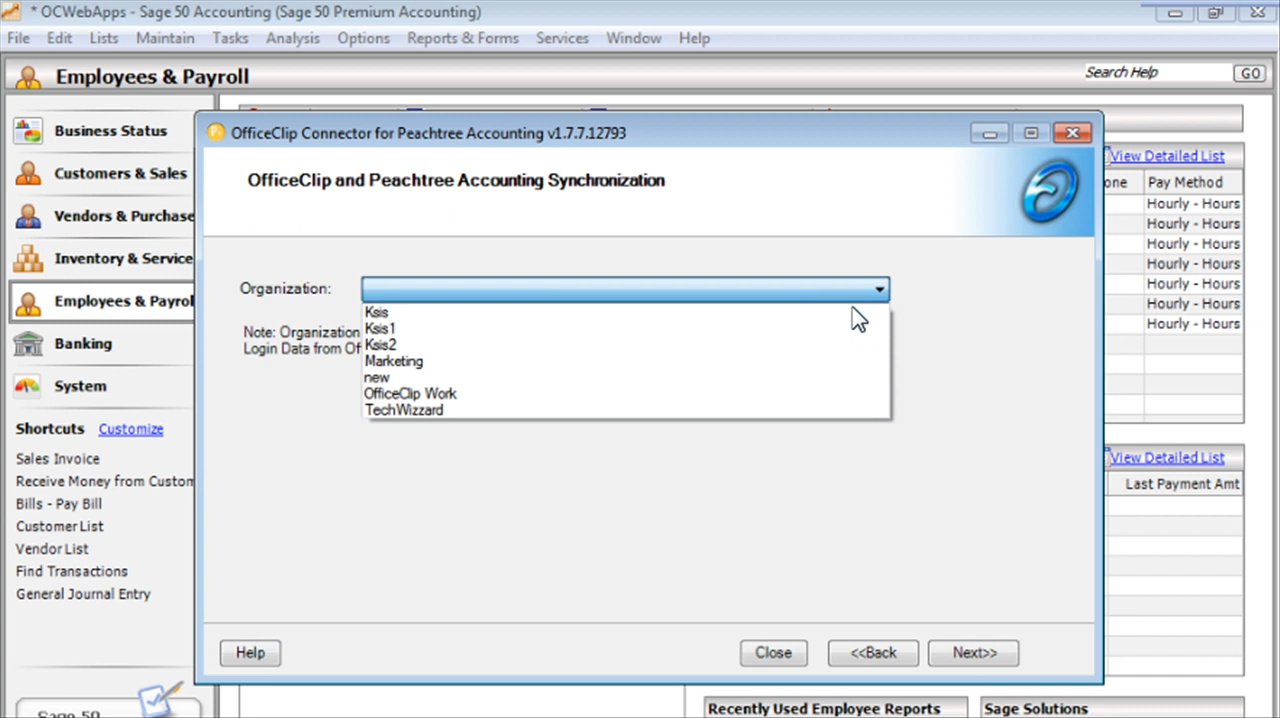 * OCWebApps - Sage 50 Accounting (Sage 50 Premium Accounting)
File Edit Lists Maintain Tasks Analysis Options Reports & Forms Services Window Help
Employees & Payroll
Search Help
GO
Business Status
Customers & Sales
Vendors & Purchase
Inventory & Service
Employees & Payrol
Banking
System
Shortcuts Customize
Sales Invoice
Receive Money from Custom
Bills - Pay Bill
Customer List
Vendor List
Find Transactions
General Journal Entry
Sage 50
OfficeClip Connector for Peachtree Accounting v1.7.7.12793
OfficeClip and Peachtree Accounting Synchronization
Organization:
Ksis
Ksis1
Ksis2
Marketing
new
OfficeClip Work
TechWizzard
Note: Organization
Login Data from Of
Help
Close
<<Back
Next>>
View Detailed List
one Pay Method
Hourly - Hours
Hourly - Hours
Hourly - Hours
Hourly - Hours
Hourly - Hours
Hourly - Hours
Hourly - Hours
View Detailed List
Last Payment Amt
Recently Used Employee Reports
Sage Solutions